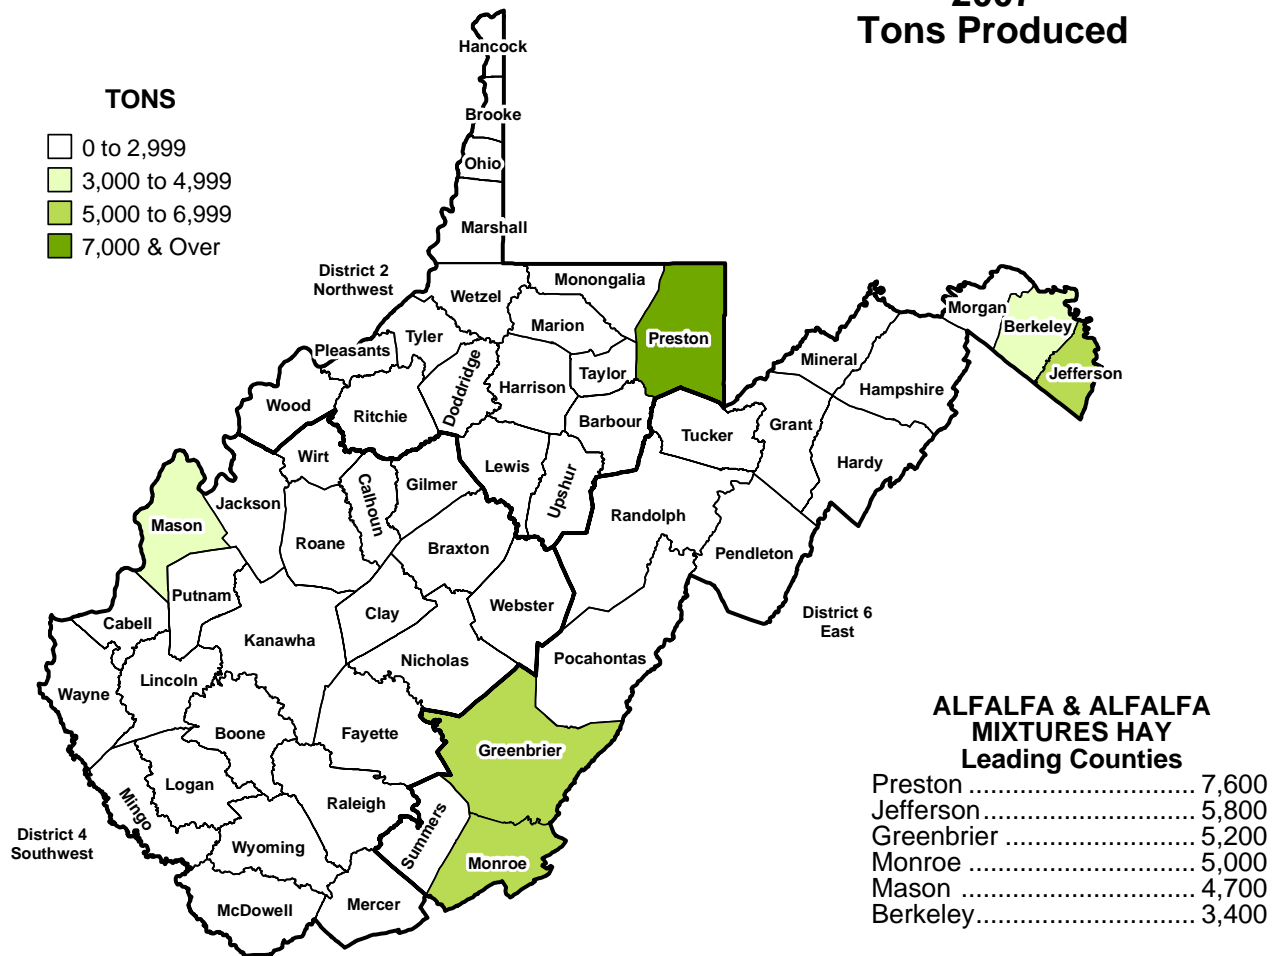 Tons Produced
TONS
0 to 2,999
3,000 to 4,999
5,000 to 6,999
7,000 & Over
Hancock
Brooke
Ohio
Marshall
District 2
Northwest
Wetzel
Monongalia
Marion
Preston
Tyler
Pleasants
Doddridge
Harrison
Taylor
Wood
Ritchie
Barbour
Tucker
Mineral
Hampshire
Grant
Hardy
Morgan
Berkeley
Jefferson
Wirt
Calhoun
Gilmer
Lewis
Upshur
Randolph
Pendleton
Jackson
Mason
Roane
Braxton
Webster
Putnam
Clay
Cabell
Kanawha
Nicholas
Pocahontas
District 6
East
Wayne
Lincoln
Boone
Fayette
Greenbrier
Logan
Mingo
Raleigh
Summers
District 4
Southwest
Wyoming
Monroe
McDowell
Mercer
ALFALFA & ALFALFA
MIXTURES HAY
Leading Counties
Preston ............................... 7,600
Jefferson............................. 5,800
Greenbrier .......................... 5,200
Monroe ............................... 5,000
Mason ................................ 4,700
Berkeley.............................. 3,400